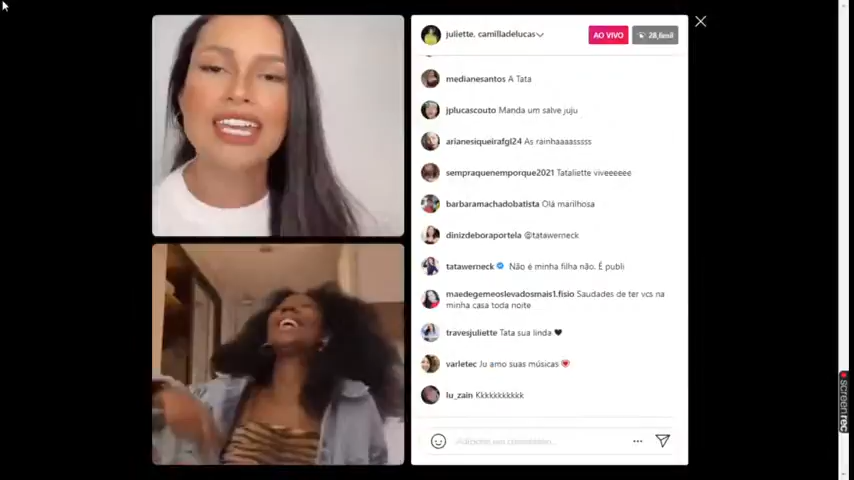 juliette, camilladelucas
AO VIVO
28,6mil
medianesantos A Tata
jplucascouto Manda um salve juju
arianesiqueirafgl24 As rainhaaaassssss
sempraquenemporque2021 Tataliette viveeeeee
barbaramachadobatista Olá marilhosa
dinizdeboraportela @tatawerneck
tatawerneck Não é minha filha não. É publi
maedegemeoslevadosmais1.fisio Saudades de ter vcs na
minha casa toda noite
travesjuliette Tata sua linda 🖤
varletec Ju amo suas músicas 💓
lu_zain Kkkkkkkkkkk
Adicione um comentário...
screenrec